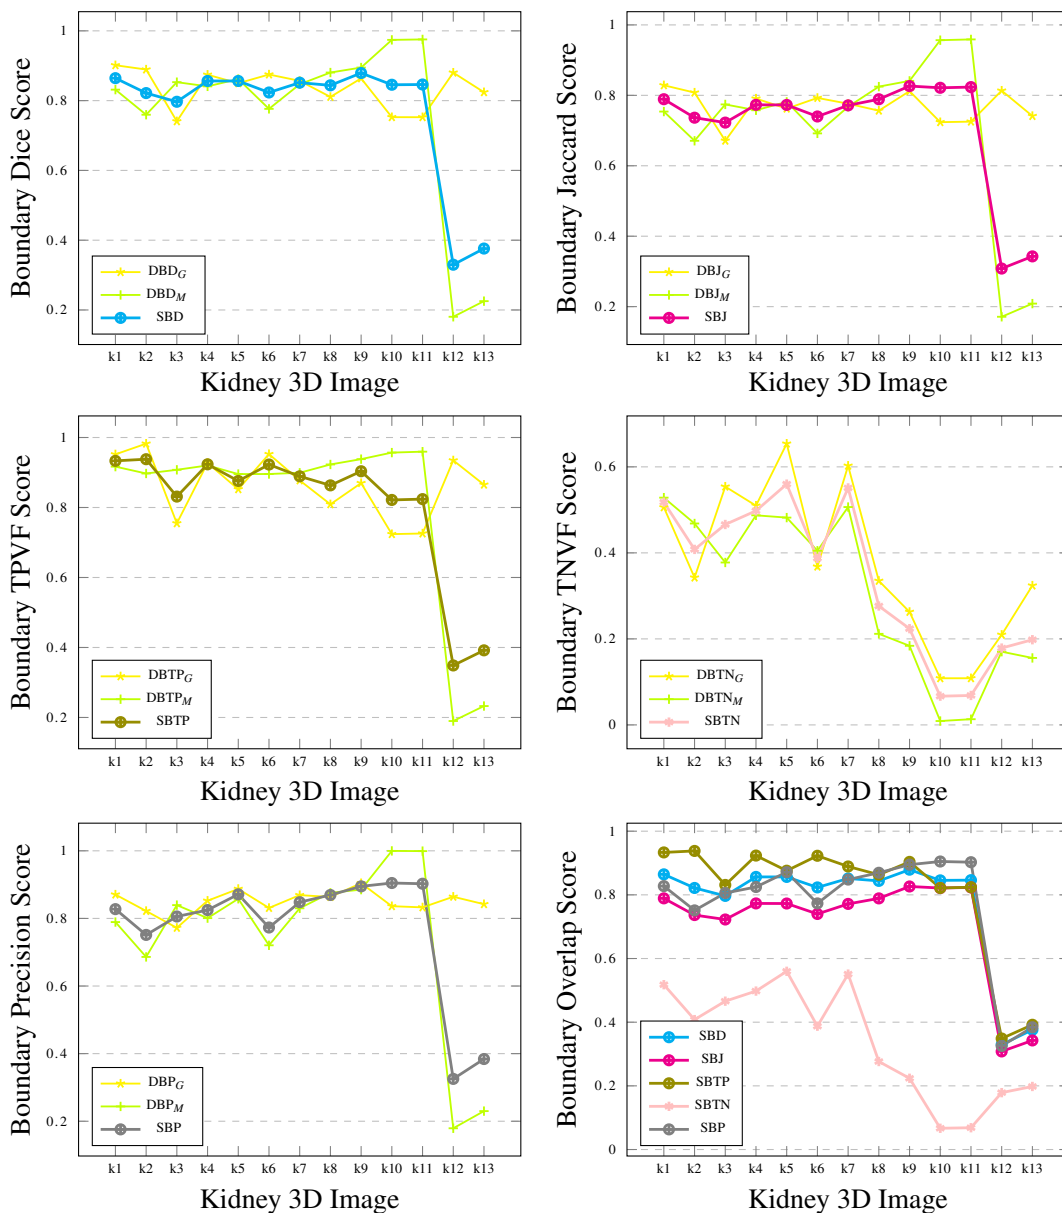 Boundary Dice Score
1
0.8
0.6
0.4
0.2
DBD_G
DBD_M
SBD
k1 k2 k3 k4 k5 k6 k7 k8 k9 k10 k11 k12 k13
Kidney 3D Image
Boundary Jaccard Score
1
0.8
0.6
0.4
0.2
DBJ_G
DBJ_M
SBJ
k1 k2 k3 k4 k5 k6 k7 k8 k9 k10 k11 k12 k13
Kidney 3D Image
Boundary TPVF Score
1
0.8
0.6
0.4
0.2
DBTP_G
DBTP_M
SBTP
k1 k2 k3 k4 k5 k6 k7 k8 k9 k10 k11 k12 k13
Kidney 3D Image
Boundary TNVF Score
0.6
0.4
0.2
0
DBTN_G
DBTN_M
SBTN
k1 k2 k3 k4 k5 k6 k7 k8 k9 k10 k11 k12 k13
Kidney 3D Image
Boundary Precision Score
1
0.8
0.6
0.4
0.2
DBP_G
DBP_M
SBP
k1 k2 k3 k4 k5 k6 k7 k8 k9 k10 k11 k12 k13
Kidney 3D Image
Boundary Overlap Score
1
0.8
0.6
0.4
0.2
0
SBD
SBJ
SBTP
SBTN
SBP
k1 k2 k3 k4 k5 k6 k7 k8 k9 k10 k11 k12 k13
Kidney 3D Image